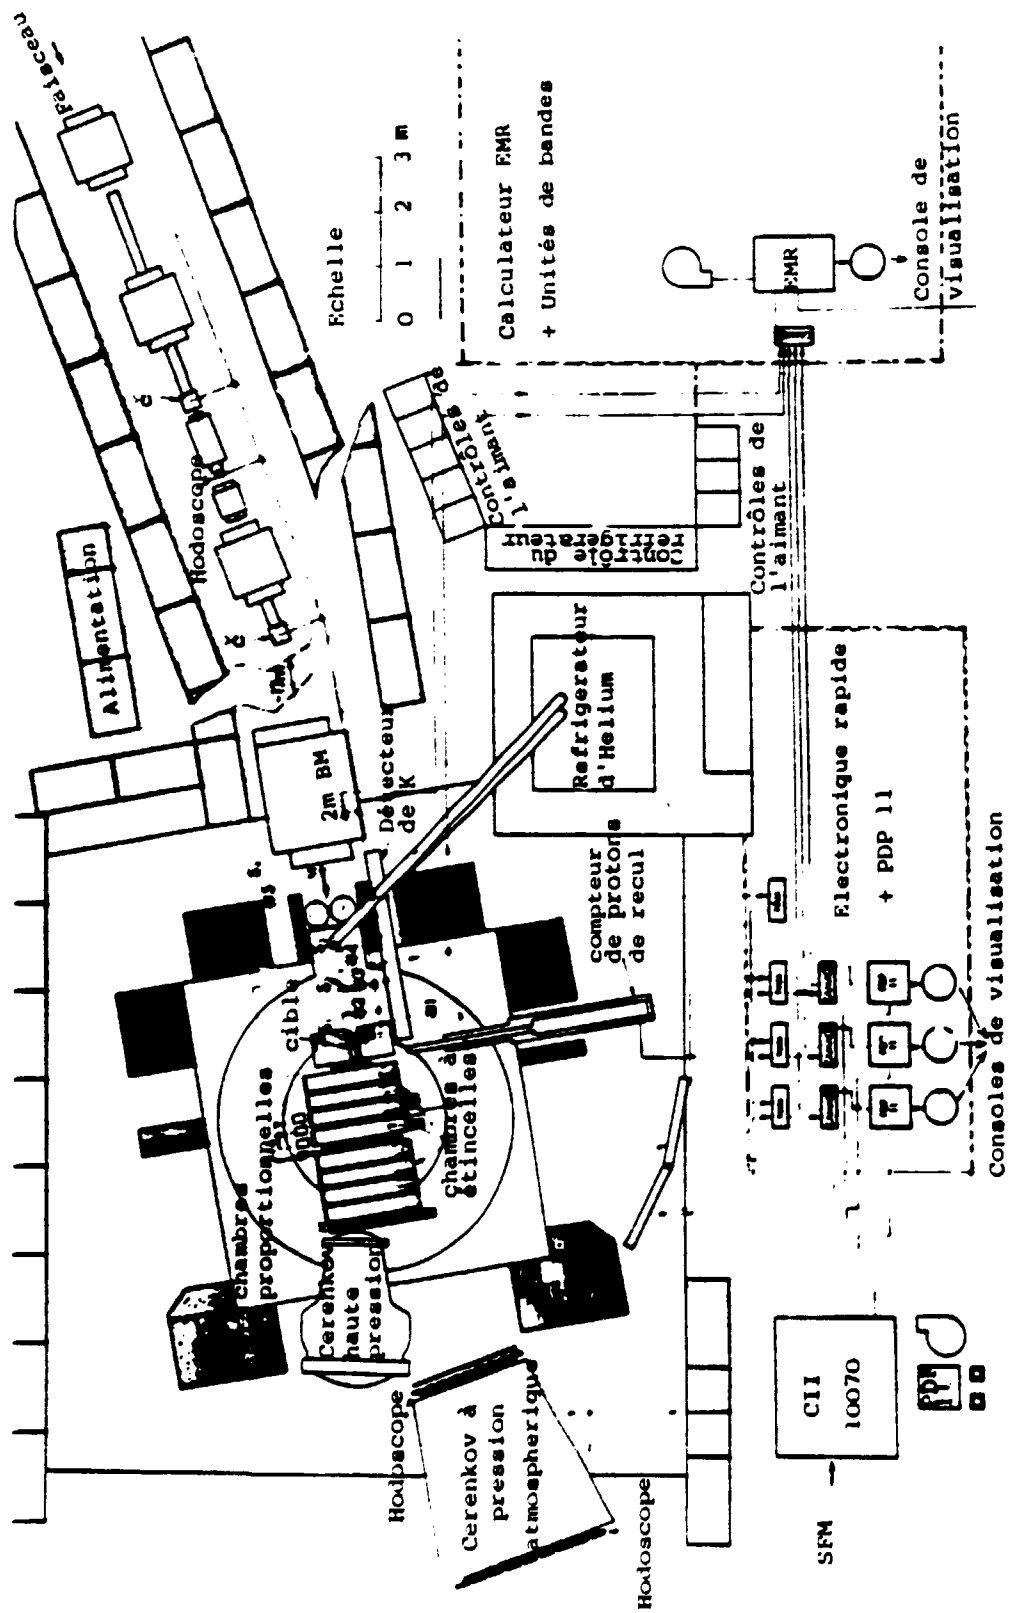 Faisceau
Alimentation
Hodoscope
č
č
Echelle
0 1 2 3 m
Calculateur EMR
+ Unités de bandes
EMR
Console de
visualisation
Contrôles de
l'aimant
Contrôle du
refrigerateur
Contrôles de
l'aimant
2m BM
Détecteur
de K
Refrigerateur
d'Helium
compteur
de protons
de recul
Electronique rapide
+ PDP 11
Consoles de visualisation
cible
chambres
proportionnelles
chambres à
étincelles
Cerenkov
haute
pression
Hodoscope
Cerenkov à
pression
atmospherique
Hodoscope
CII
10070
SFM